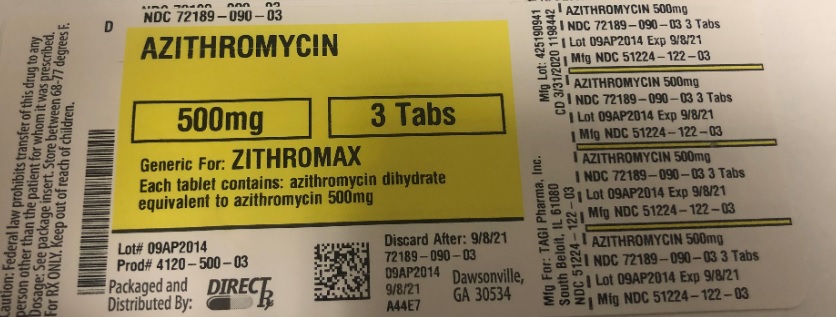 Caution: Federal law prohibits transfer of this drug to any
person other than the patient for whom it was prescribed.
Dosage: See package insert. Store between 68-77 degrees F.
For RX ONLY, Keep out of reach of children.
NDC 72189-090-03
NDC 72189-090-03
D
AZITHROMYCIN
500mg
3 Tabs
Generic For: ZITHROMAX
Each tablet contains: azithromycin dihydrate
equivalent to azithromycin 500mg
Lot# 09AP2014
Prod# 4120-500-03
Packaged and
Distributed By:
DIRECT Rx
Discard After: 9/8/21
72189-090-03
09AP2014
9/8/21
A44E7
Dawsonville,
GA 30534
Mfg Lot: 425190941
CD 3/31/2020 1198442
Mfg For: TAGI Pharma, Inc.
South Beloit, IL 61080
NDC 51224-122-03
AZITHROMYCIN 500mg
NDC 72189-090-03 3 Tabs
Lot 09AP2014 Exp 9/8/21
Mfg NDC 51224-122-03
AZITHROMYCIN 500mg
NDC 72189-090-03 3 Tabs
Lot 09AP2014 Exp 9/8/21
Mfg NDC 51224-122-03
AZITHROMYCIN 500mg
NDC 72189-090-03 3 Tabs
Lot 09AP2014 Exp 9/8/21
Mfg NDC 51224-122-03
AZITHROMYCIN 500mg
NDC 72189-090-03 3 Tabs
Lot 09AP2014 Exp 9/8/21
Mfg NDC 51224-122-03